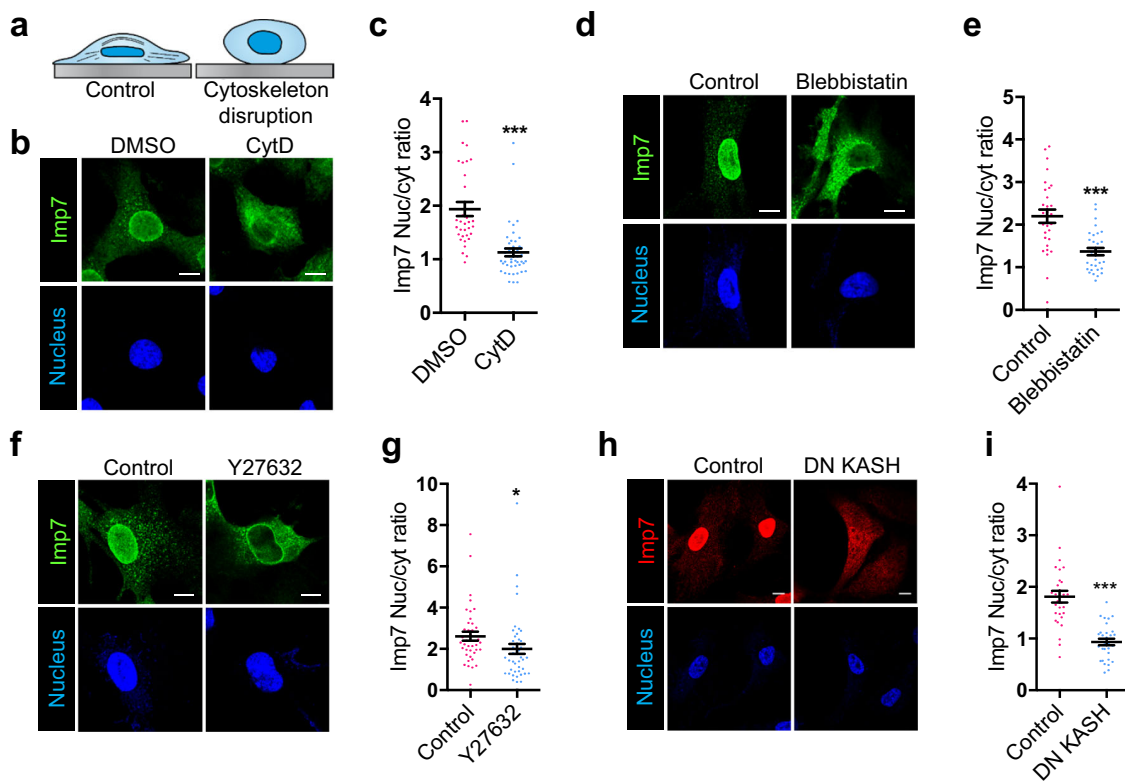 a
Control
Cytoskeleton
disruption
b
DMSO
CytD
Imp7
Nucleus
c
Imp7 Nuc/cyt ratio
4
3
2
1
0
***
DMSO
CytD
d
Control
Blebbistatin
Imp7
Nucleus
e
Imp7 Nuc/cyt ratio
5
4
3
2
1
0
***
Control
Blebbistatin
f
Control
Y27632
Imp7
Nucleus
g
Imp7 Nuc/cyt ratio
10
8
6
4
2
0
*
Control
Y27632
h
Control
DN KASH
Imp7
Nucleus
i
Imp7 Nuc/cyt ratio
4
3
2
1
0
***
Control
DN KASH